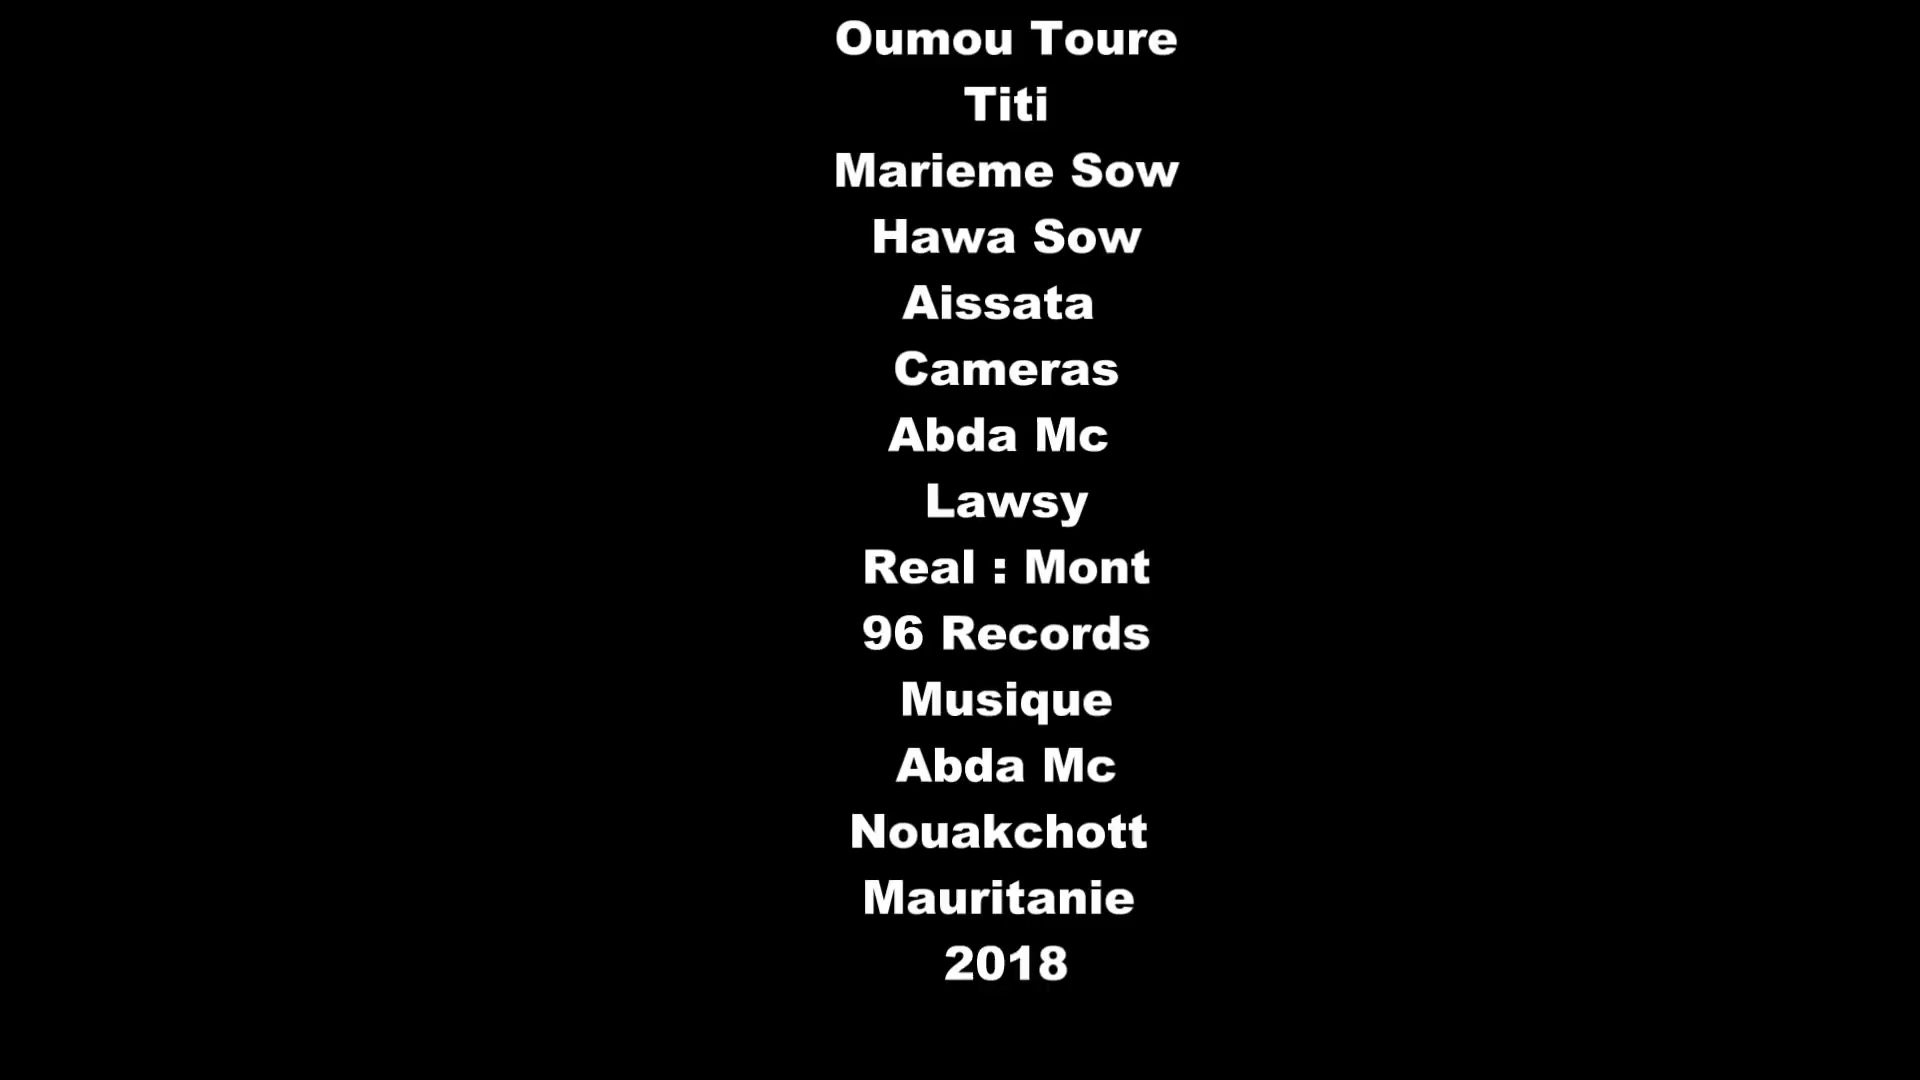 Oumou Toure
Titi
Marieme Sow
Hawa Sow
Aissata
Cameras
Abda Mc
Lawsy
Real : Mont
96 Records
Musique
Abda Mc
Nouakchott
Mauritanie
2018